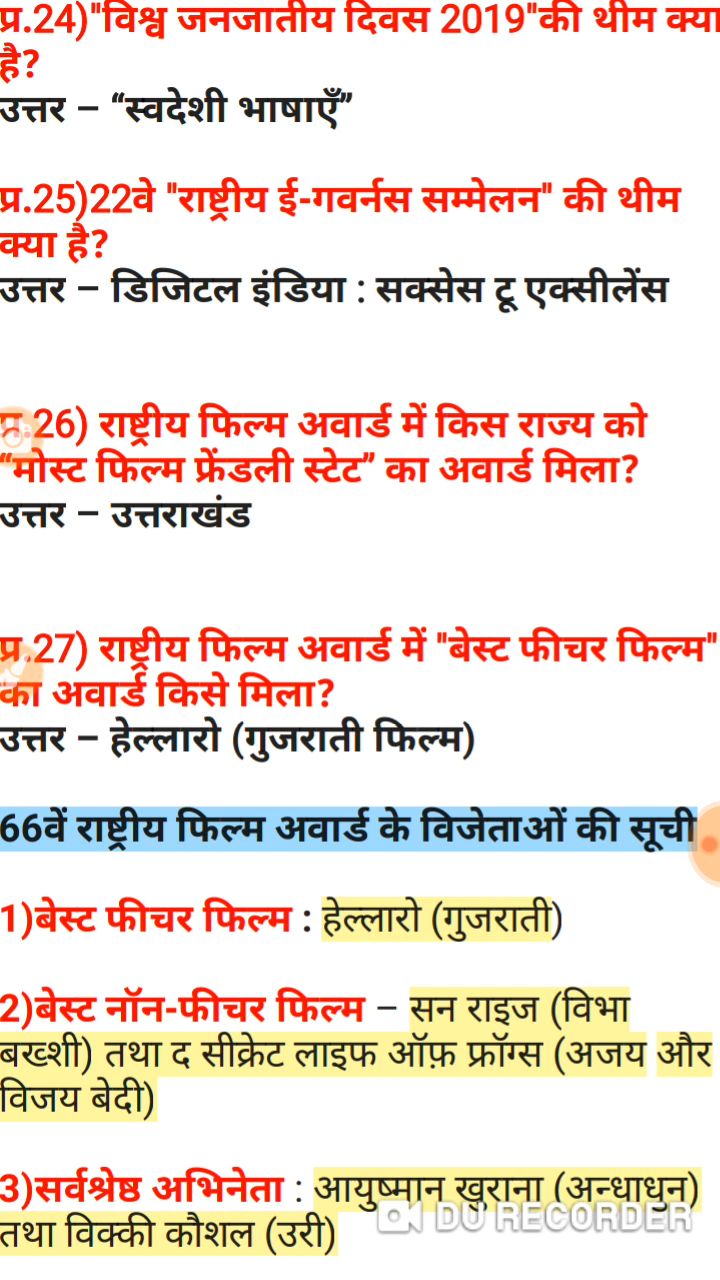 प्र.24)"विश्व जनजातीय दिवस 2019"की थीम क्या
है?
उत्तर – “स्वदेशी भाषाएँ”
प्र.25)22वे "राष्ट्रीय ई-गवर्नस सम्मेलन" की थीम
क्या है?
उत्तर – डिजिटल इंडिया : सक्सेस टू एक्सीलेंस
प्र.26) राष्ट्रीय फिल्म अवार्ड में किस राज्य को
“मोस्ट फिल्म फ्रेंडली स्टेट” का अवार्ड मिला?
उत्तर – उत्तराखंड
प्र.27) राष्ट्रीय फिल्म अवार्ड में "बेस्ट फीचर फिल्म"
का अवार्ड किसे मिला?
उत्तर – हेल्लारो (गुजराती फिल्म)
66वें राष्ट्रीय फिल्म अवार्ड के विजेताओं की सूची
1)बेस्ट फीचर फिल्म : हेल्लारो (गुजराती)
2)बेस्ट नॉन-फीचर फिल्म – सन राइज (विभा
बख्शी) तथा द सीक्रेट लाइफ ऑफ़ फ्रॉग्स (अजय और
विजय बेदी)
3)सर्वश्रेष्ठ अभिनेता : आयुष्मान खुराना (अन्धाधुन)
तथा विक्की कौशल (उरी)
DU RECORDER